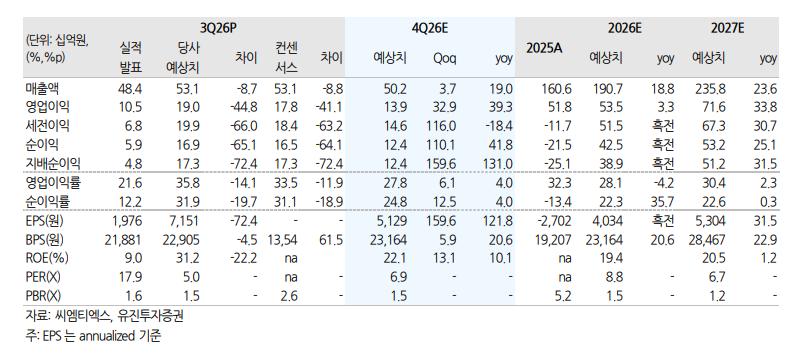 (단위: 십억원, (%,%p) 3Q26P 4Q26E 2025A 2026E 2027E
실적발표 당사예상치 차이 컨센서스 차이 예상치 Qoq yoy 예상치 yoy 예상치 yoy
매출액 48.4 53.1 -8.7 53.1 -8.8 50.2 3.7 19.0 160.6 190.7 18.8 235.8 23.6
영업이익 10.5 19.0 -44.8 17.8 -41.1 13.9 32.9 39.3 51.8 53.5 3.3 71.6 33.8
세전이익 6.8 19.9 -66.0 18.4 -63.2 14.6 116.0 -18.4 -11.7 51.5 흑전 67.3 30.7
순이익 5.9 16.9 -65.1 16.5 -64.1 12.4 110.1 41.8 -21.5 42.5 흑전 53.2 25.1
지배순이익 4.8 17.3 -72.4 17.3 -72.4 12.4 159.6 131.0 -25.1 38.9 흑전 51.2 31.5
영업이익률 21.6 35.8 -14.1 33.5 -11.9 27.8 6.1 4.0 32.3 28.1 -4.2 30.4 2.3
순이익률 12.2 31.9 -19.7 31.1 -18.9 24.8 12.5 4.0 -13.4 22.3 35.7 22.6 0.3
EPS(원) 1,976 7,151 -72.4 - - 5,129 159.6 121.8 -2,702 4,034 흑전 5,304 31.5
BPS(원) 21,881 22,905 -4.5 13,54 61.5 23,164 5.9 20.6 19,207 23,164 20.6 28,467 22.9
ROE(%) 9.0 31.2 -22.2 na 22.1 13.1 10.1 na 19.4 20.5 1.2
PER(X) 17.9 5.0 - - 6.9 - - na 8.8 - 6.7 -
PBR(X) 1.6 1.5 - 2.6 - 1.5 - - 5.2 1.5 - 1.2 -
자료: 씨엠티엑스, 유진투자증권
주: EPS는 annualized 기준